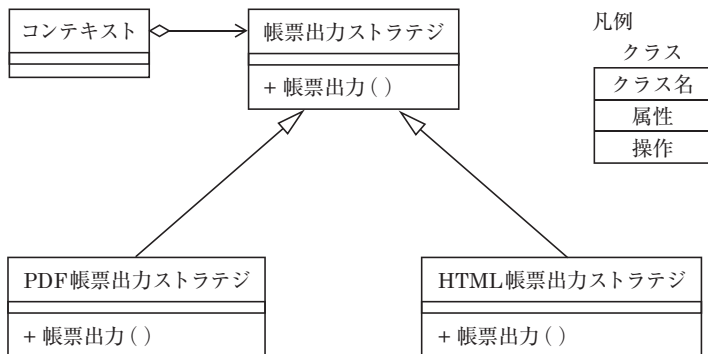 コンテキスト
帳票出力ストラテジ
+ 帳票出力 ( )
凡例
クラス
クラス名
属性
操作
PDF帳票出力ストラテジ
+ 帳票出力 ( )
HTML帳票出力ストラテジ
+ 帳票出力 ( )